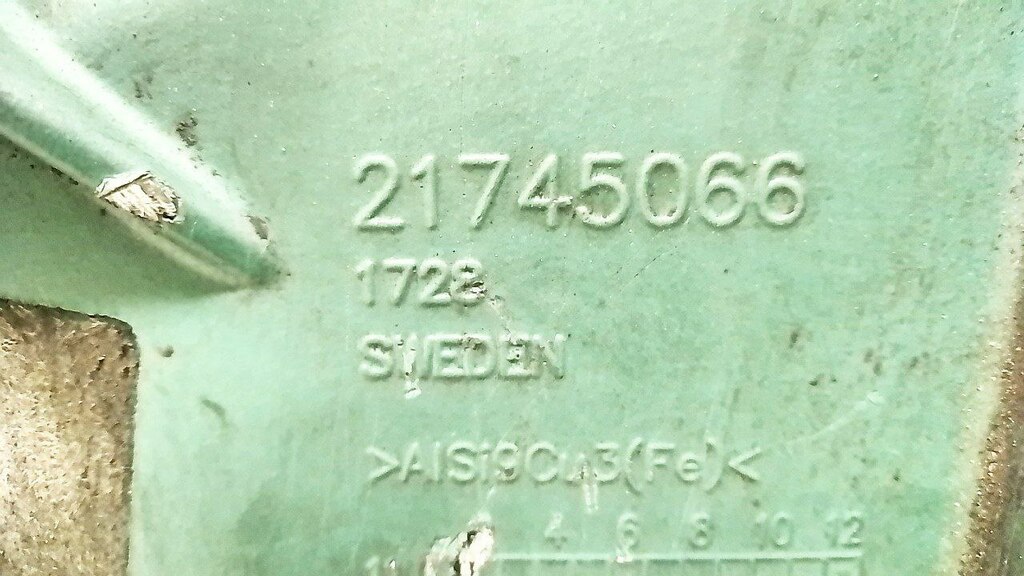 21745066
1728
SWEDEN
>AlSi9Cu3(Fe)<
4 6 8 10 12